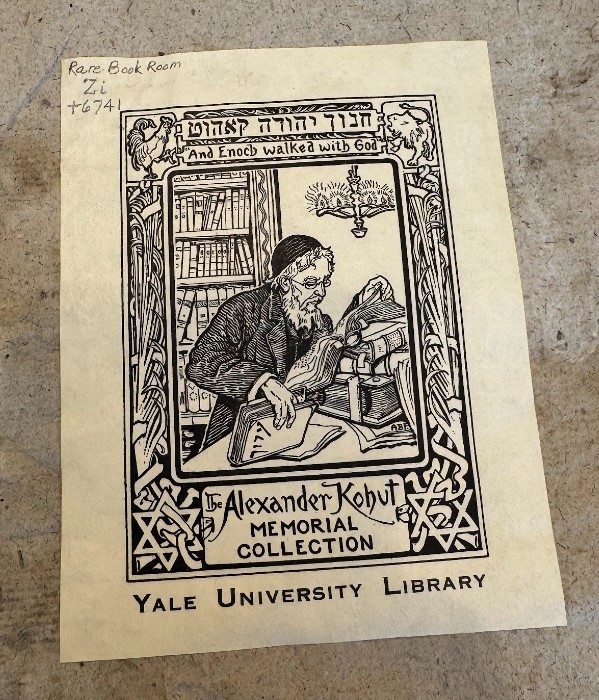 Rare Book Room
Zi
+6741
חנוך יהודה קאהוט
"And Enoch walked with God"
ערוך
The Alexander Kohut
MEMORIAL
COLLECTION
YALE UNIVERSITY LIBRARY